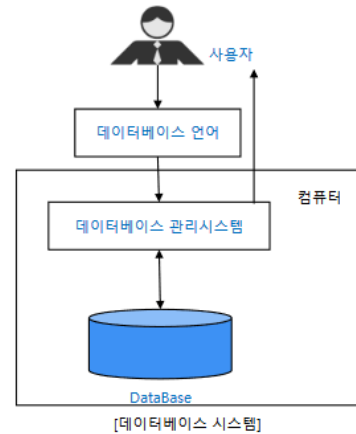 사용자
데이터베이스 언어
컴퓨터
데이터베이스 관리시스템
DataBase
[데이터베이스 시스템]